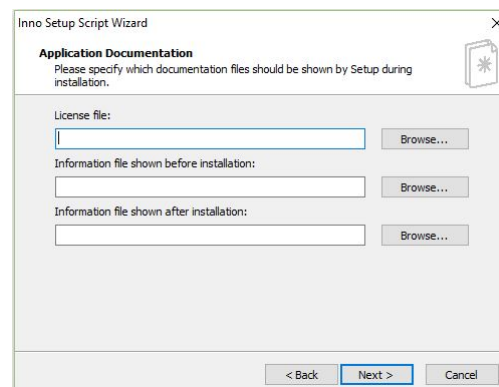 Inno Setup Script Wizard
Application Documentation
Please specify which documentation files should be shown by Setup during
installation.
License file:
Browse...
Information file shown before installation:
Browse...
Information file shown after installation:
Browse...
< Back
Next >
Cancel